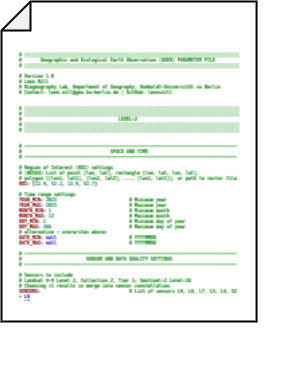 # Geographic and Ecological Earth Observation (GEEO) PARAMETER FILE
# Version 1.0
# Leon Nill
# Biogeography Lab, Department of Geography, Humboldt-Universität zu Berlin
# Contact: leon.nill@geo.hu-berlin.de | GitHub: leonsnill
# LEVEL-2
# SPACE AND TIME
# Region of Interest (ROI) settings
# (NOUUU) List of point [lon, lat], rectangle [lon, lat, lon, lat],
# polygon [[lon1, lat1], [lon2, lat2], ..., [lon1, lat1]], or path to vector file.
ROI: [12.9, 52.2, 13.9, 52.7]
# Time range settings
YEAR_MIN: 2023 # Minimum year
YEAR_MAX: 2023 # Maximum year
MONTH_MIN: 1 # Minimum month
MONTH_MAX: 12 # Maximum month
DOY_MIN: 1 # Minimum day of year
DOY_MAX: 366 # Maximum day of year
# alternative - overwrites above:
DATE_MIN: null # YYYYMMDD
DATE_MAX: null # YYYYMMDD
# SENSOR AND DATA QUALITY SETTINGS
# Sensors to include
# Landsat 4-9 Level 2, Collection 2, Tier 1; Sentinel-2 Level-2A
# Choosing >1 results in merge into sensor constellation.
SENSORS: # List of sensors L9, L8, L7, L5, L4, S2
- L9